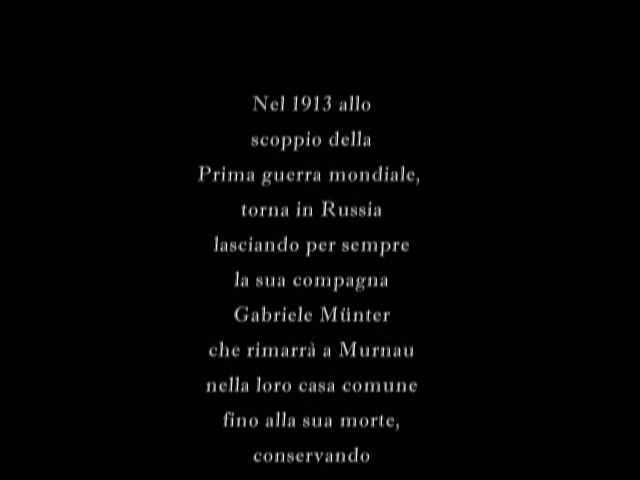 Nel 1913 allo
scoppio della
Prima guerra mondiale,
torna in Russia
lasciando per sempre
la sua compagna
Gabriele Münter
che rimarrà a Murnau
nella loro casa comune
fino alla sua morte,
conservando